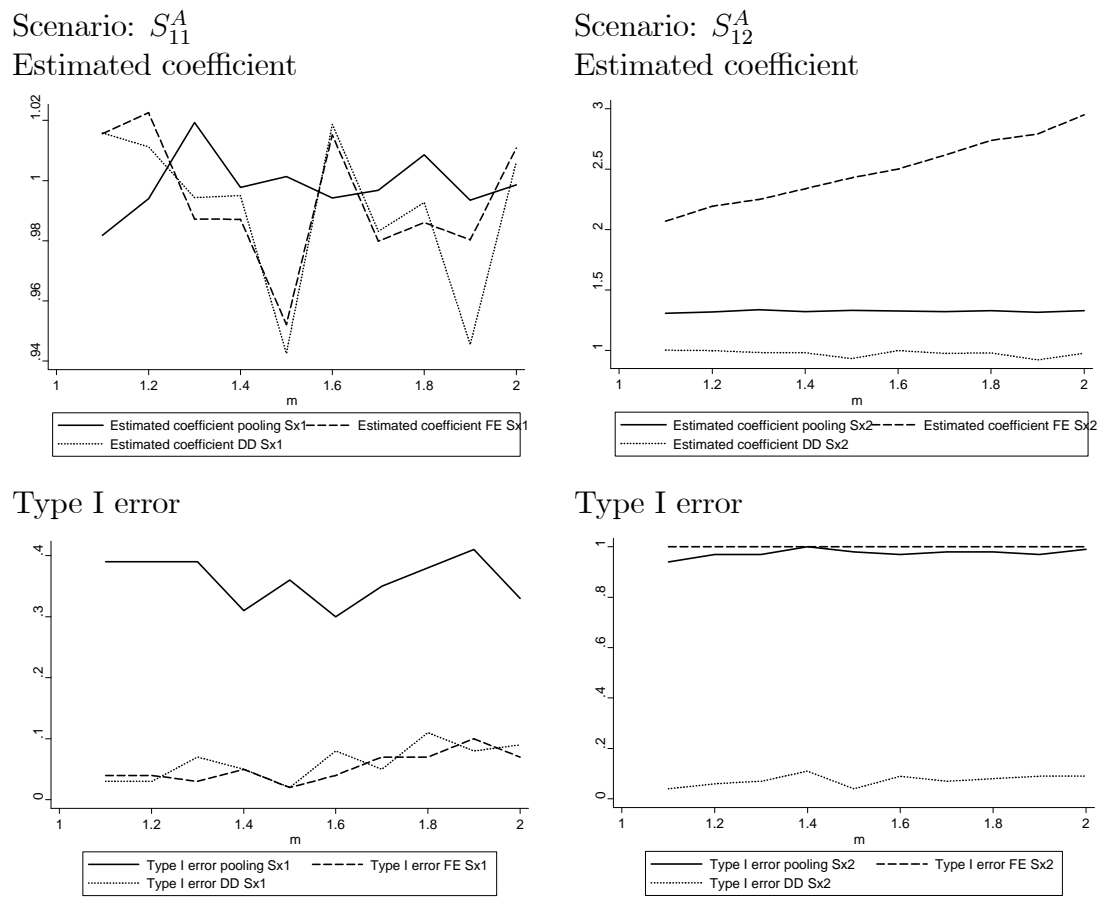 Scenario: S^A_11
Estimated coefficient
1.02
1
.98
.96
.94
1 1.2 1.4 1.6 1.8 2
m
Estimated coefficient pooling Sx1 Estimated coefficient FE Sx1
Estimated coefficient DD Sx1
Scenario: S^A_12
Estimated coefficient
3
2.5
2
1.5
1
1 1.2 1.4 1.6 1.8 2
m
Estimated coefficient pooling Sx2 Estimated coefficient FE Sx2
Estimated coefficient DD Sx2
Type I error
.4
.3
.2
.1
0
1 1.2 1.4 1.6 1.8 2
m
Type I error pooling Sx1 Type I error FE Sx1
Type I error DD Sx1
Type I error
1
.8
.6
.4
.2
0
1 1.2 1.4 1.6 1.8 2
m
Type I error pooling Sx2 Type I error FE Sx2
Type I error DD Sx2